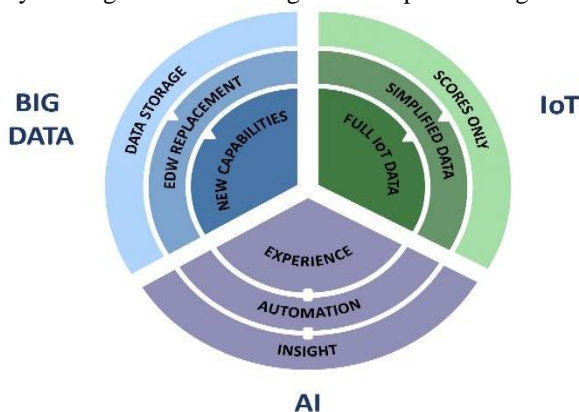 BIG
DATA
DATA STORAGE
EDW REPLACEMENT
NEW CAPABILITIES
IoT
SCORES ONLY
SIMPLIFIED DATA
FULL IoT DATA
EXPERIENCE
AUTOMATION
INSIGHT
AI